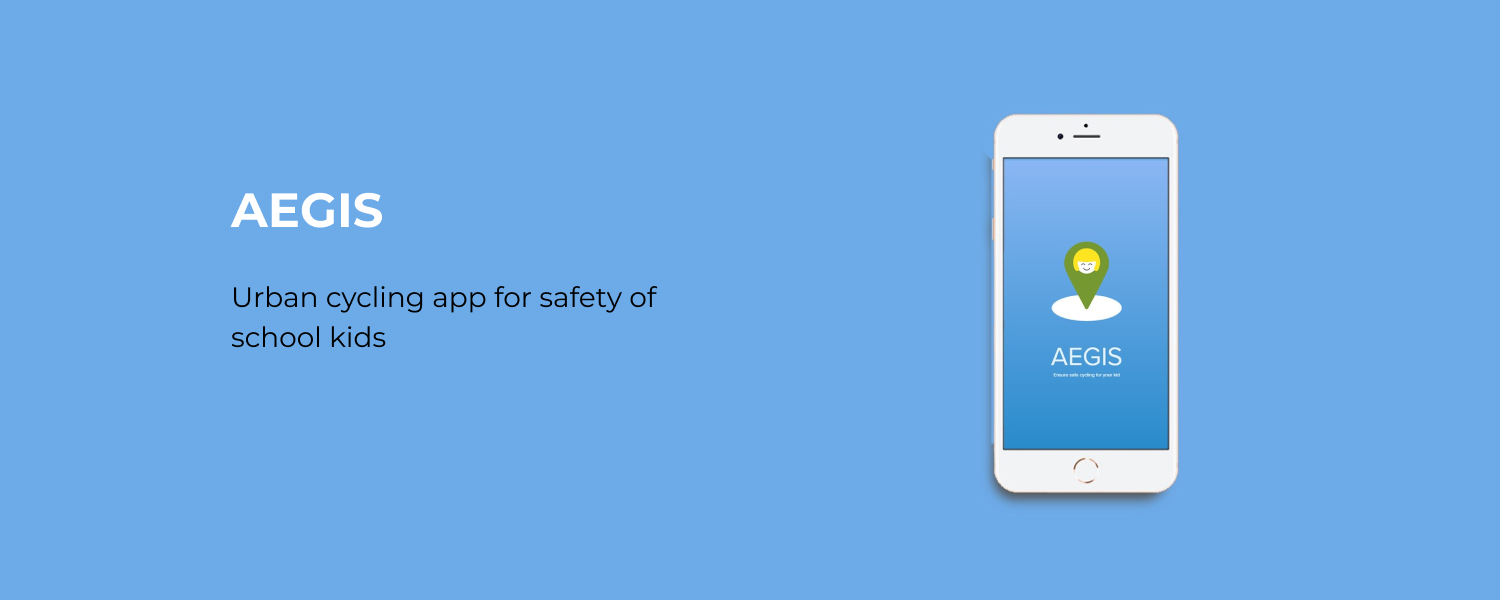 AEGIS
Urban cycling app for safety of
school kids
AEGIS
Ensure safe cycling for your kid